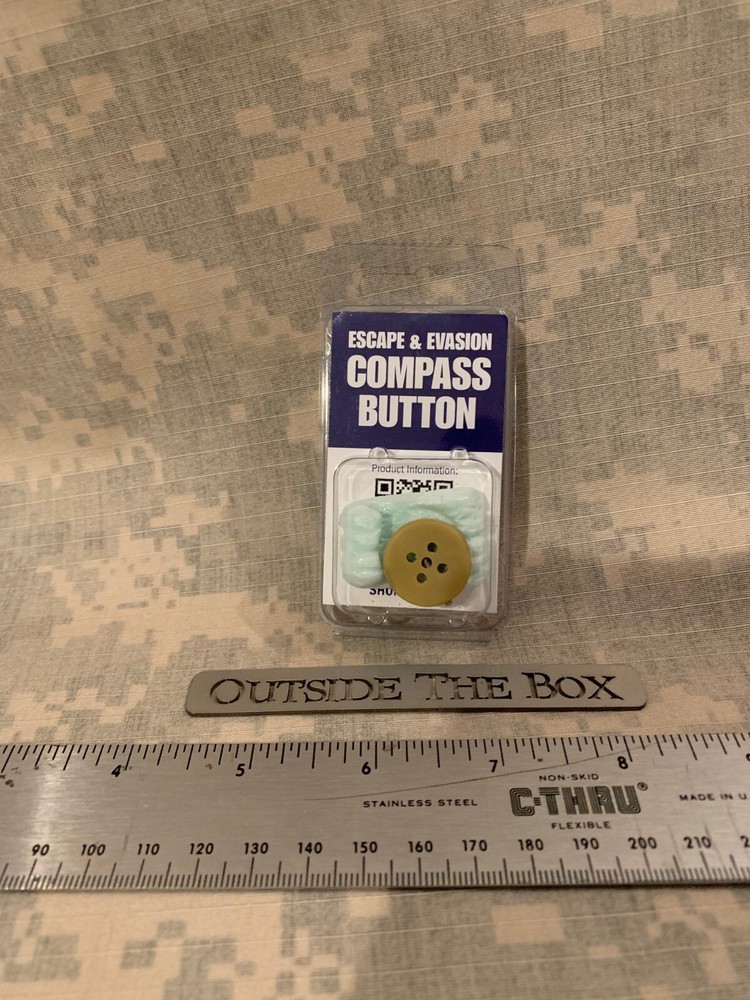 ESCAPE & EVASION
COMPASS
BUTTON
Product Information:
OUTSIDE THE BOX
4 5 6 7 8
NON-SKID
STAINLESS STEEL C-THRU® MADE IN U.
FLEXIBLE
90 100 110 120 130 140 150 160 170 180 190 200 210